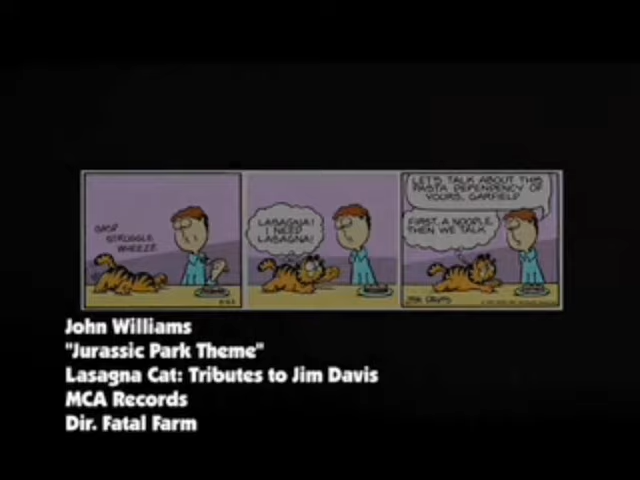 GASP
STRUGGLE
WHEEZE
LASAGNA!
I NEED
LASAGNA!
LET'S TALK ABOUT THIS
PASTA DEPENDENCY OF
YOURS, GARFIELD
FIRST, A NOODLE,
THEN WE TALK
JIM DAVIS
John Williams
"Jurassic Park Theme"
Lasagna Cat: Tributes to Jim Davis
MCA Records
Dir. Fatal Farm